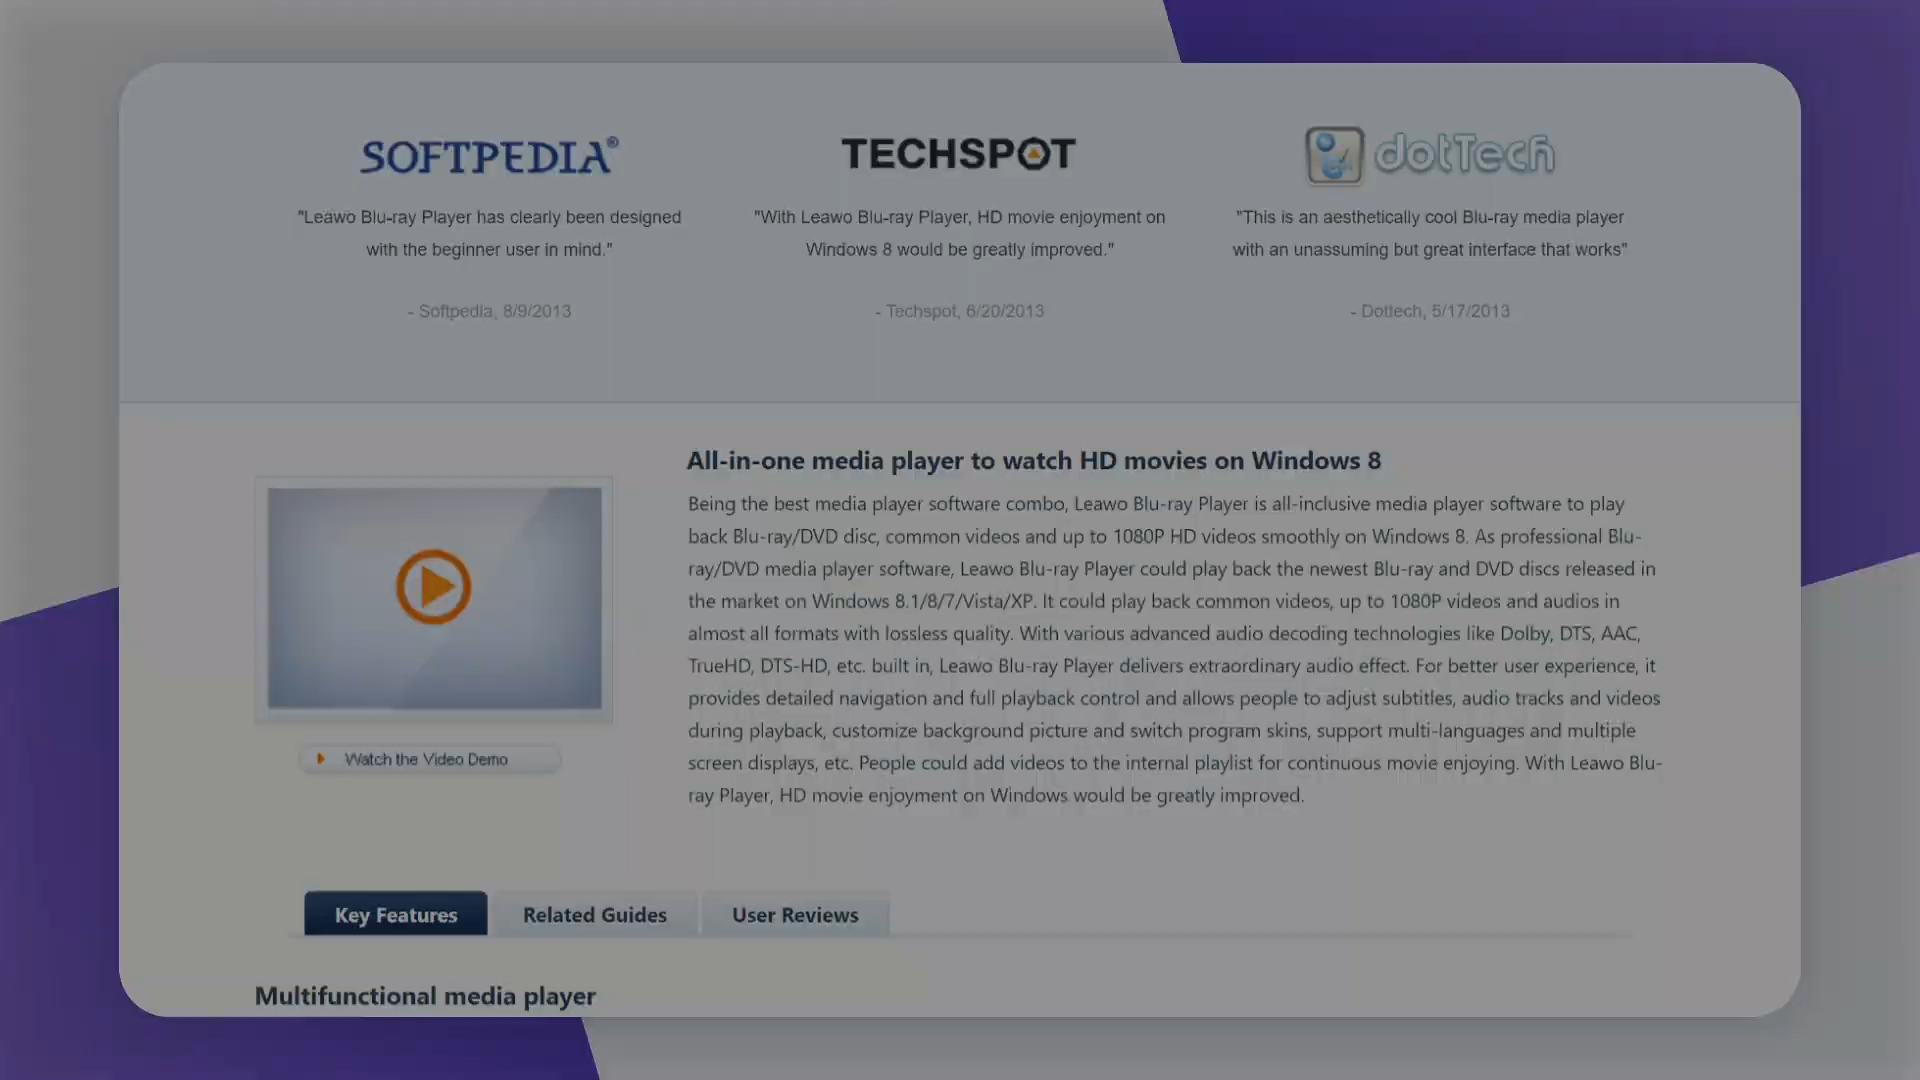 SOFTPEDIA®
"Leawo Blu-ray Player has clearly been designed
with the beginner user in mind."
- Softpedia, 8/9/2013
TECHSPOT
"With Leawo Blu-ray Player, HD movie enjoyment on
Windows 8 would be greatly improved."
- Techspot, 6/20/2013
dotTech
"This is an aesthetically cool Blu-ray media player
with an unassuming but great interface that works"
- Dottech, 5/17/2013
Watch the Video Demo
All-in-one media player to watch HD movies on Windows 8
Being the best media player software combo, Leawo Blu-ray Player is all-inclusive media player software to play
back Blu-ray/DVD disc, common videos and up to 1080P HD videos smoothly on Windows 8. As professional Blu-
ray/DVD media player software, Leawo Blu-ray Player could play back the newest Blu-ray and DVD discs released in
the market on Windows 8.1/8/7/Vista/XP. It could play back common videos, up to 1080P videos and audios in
almost all formats with lossless quality. With various advanced audio decoding technologies like Dolby, DTS, AAC,
TrueHD, DTS-HD, etc. built in, Leawo Blu-ray Player delivers extraordinary audio effect. For better user experience, it
provides detailed navigation and full playback control and allows people to adjust subtitles, audio tracks and videos
during playback, customize background picture and switch program skins, support multi-languages and multiple
screen displays, etc. People could add videos to the internal playlist for continuous movie enjoying. With Leawo Blu-
ray Player, HD movie enjoyment on Windows would be greatly improved.
Key Features
Related Guides
User Reviews
Multifunctional media player